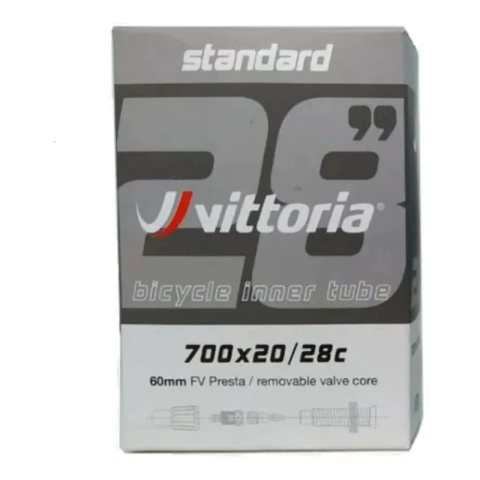 standard
28”
vittoria®
bicycle inner tube
700x20/28c
60mm FV Presta / removable valve core